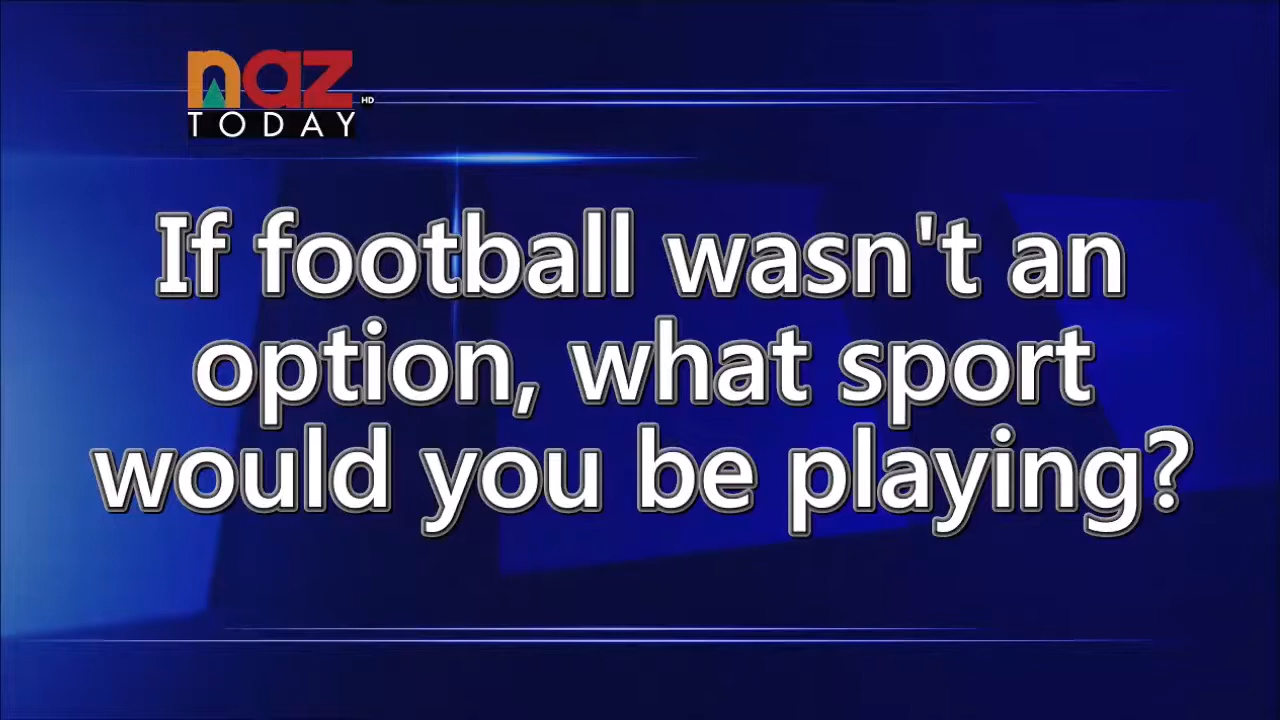 naz
HD
TODAY
If football wasn't an
option, what sport
would you be playing?